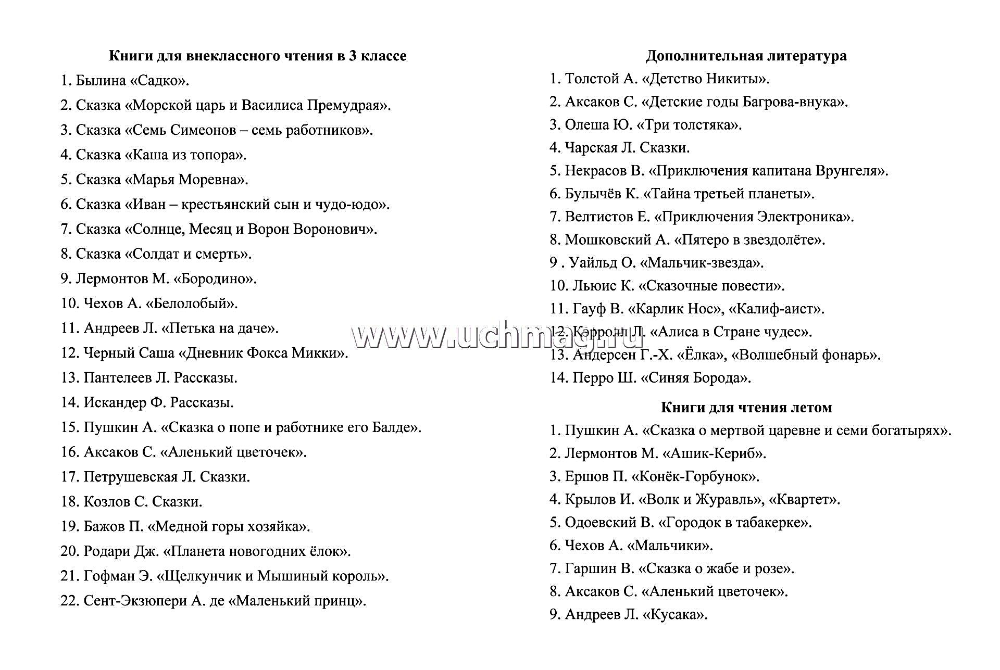 Книги для внеклассного чтения в 3 классе
1. Былина «Садко».
2. Сказка «Морской царь и Василиса Премудрая».
3. Сказка «Семь Симеонов – семь работников».
4. Сказка «Каша из топора».
5. Сказка «Марья Моревна».
6. Сказка «Иван – крестьянский сын и чудо-юдо».
7. Сказка «Солнце, Месяц и Ворон Воронович».
8. Сказка «Солдат и смерть».
9. Лермонтов М. «Бородино».
10. Чехов А. «Белолобый».
11. Андреев Л. «Петька на даче».
12. Черный Саша «Дневник Фокса Микки».
13. Пантелеев Л. Рассказы.
14. Искандер Ф. Рассказы.
15. Пушкин А. «Сказка о попе и работнике его Балде».
16. Аксаков С. «Аленький цветочек».
17. Петрушевская Л. Сказки.
18. Козлов С. Сказки.
19. Бажов П. «Медной горы хозяйка».
20. Родари Дж. «Планета новогодних ёлок».
21. Гофман Э. «Щелкунчик и Мышиный король».
22. Сент-Экзюпери А. де «Маленький принц».
Дополнительная литература
1. Толстой А. «Детство Никиты».
2. Аксаков С. «Детские годы Багрова-внука».
3. Олеша Ю. «Три толстяка».
4. Чарская Л. Сказки.
5. Некрасов В. «Приключения капитана Врунгеля».
6. Булычёв К. «Тайна третьей планеты».
7. Велтистов Е. «Приключения Электроника».
8. Мошковский А. «Пятеро в звездолёте».
9 . Уайльд О. «Мальчик-звезда».
10. Льюис К. «Сказочные повести».
11. Гауф В. «Карлик Нос», «Калиф-аист».
12. Кэрролл Л. «Алиса в Стране чудес».
13. Андерсен Г.-Х. «Ёлка», «Волшебный фонарь».
14. Перро Ш. «Синяя Борода».
Книги для чтения летом
1. Пушкин А. «Сказка о мертвой царевне и семи богатырях».
2. Лермонтов М. «Ашик-Кериб».
3. Ершов П. «Конёк-Горбунок».
4. Крылов И. «Волк и Журавль», «Квартет».
5. Одоевский В. «Городок в табакерке».
6. Чехов А. «Мальчики».
7. Гаршин В. «Сказка о жабе и розе».
8. Аксаков С. «Аленький цветочек».
9. Андреев Л. «Кусака».
www.uchmag.ru